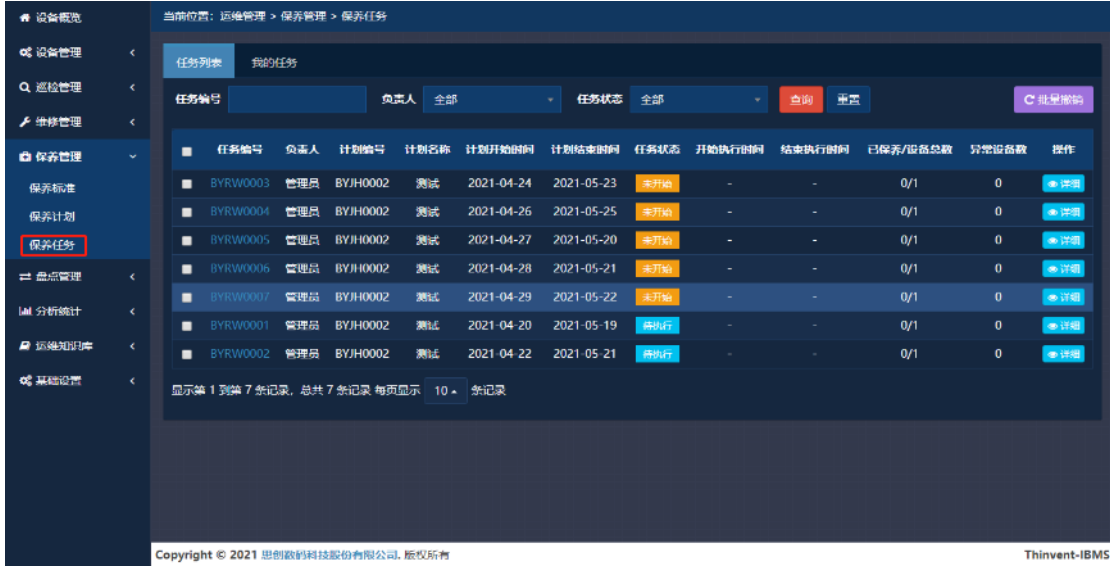 设备概览
设备管理
巡检管理
维修管理
保养管理
保养标准
保养计划
保养任务
盘点管理
分析统计
运维知识库
基础设置
当前位置：运维管理 > 保养管理 > 保养任务
任务列表 我的任务
任务编号 负责人 全部 任务状态 全部 查询 重置 批量撤销
任务编号 负责人 计划编号 计划名称 计划开始时间 计划结束时间 任务状态 开始执行时间 结束执行时间 已保养/设备总数 异常设备数 操作
BYRW0003 管理员 BYJH0002 测试 2021-04-24 2021-05-23 未开始 - - 0/1 0 详细
BYRW0004 管理员 BYJH0002 测试 2021-04-26 2021-05-25 未开始 - - 0/1 0 详细
BYRW0005 管理员 BYJH0002 测试 2021-04-27 2021-05-20 未开始 - - 0/1 0 详细
BYRW0006 管理员 BYJH0002 测试 2021-04-28 2021-05-21 未开始 - - 0/1 0 详细
BYRW0007 管理员 BYJH0002 测试 2021-04-29 2021-05-22 未开始 - - 0/1 0 详细
BYRW0001 管理员 BYJH0002 测试 2021-04-20 2021-05-19 待执行 - - 0/1 0 详细
BYRW0002 管理员 BYJH0002 测试 2021-04-22 2021-05-21 待执行 - - 0/1 0 详细
显示第 1 到第 7 条记录，总共 7 条记录 每页显示 10 条记录
Copyright © 2021 思创数码科技股份有限公司. 版权所有 Thinvent-IBMS